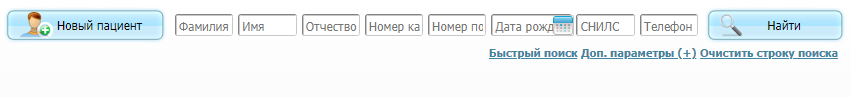 Новый пациент Фамилия Имя Отчество Номер ка Номер по Дата рожд СНИЛС Телефон Найти
Быстрый поиск Доп. параметры (+) Очистить строку поиска